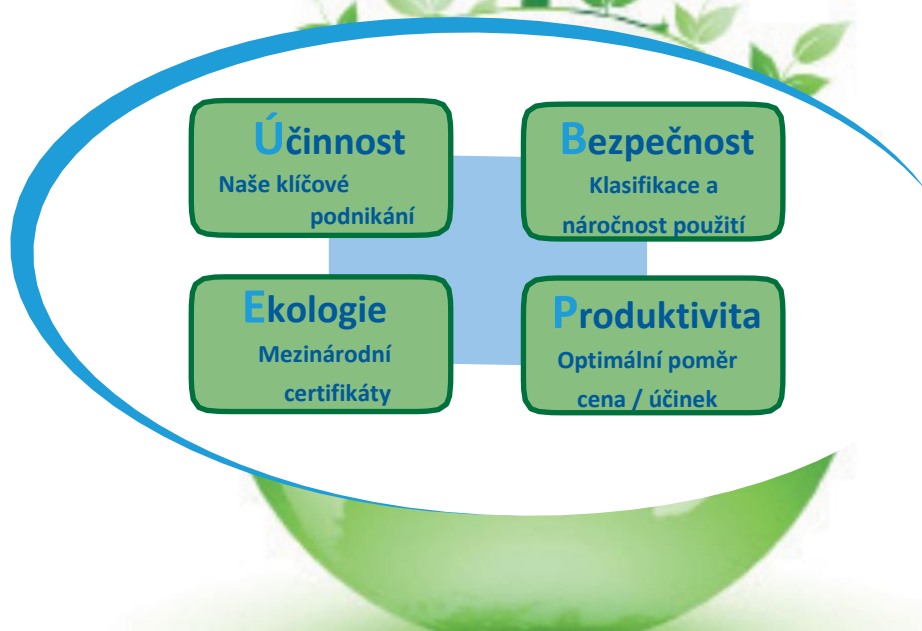 Účinnost
Naše klíčové
podnikání
Bezpečnost
Klasifikace a
náročnost použití
Ekologie
Mezinárodní
certifikáty
Produktivita
Optimální poměr
cena / účinek